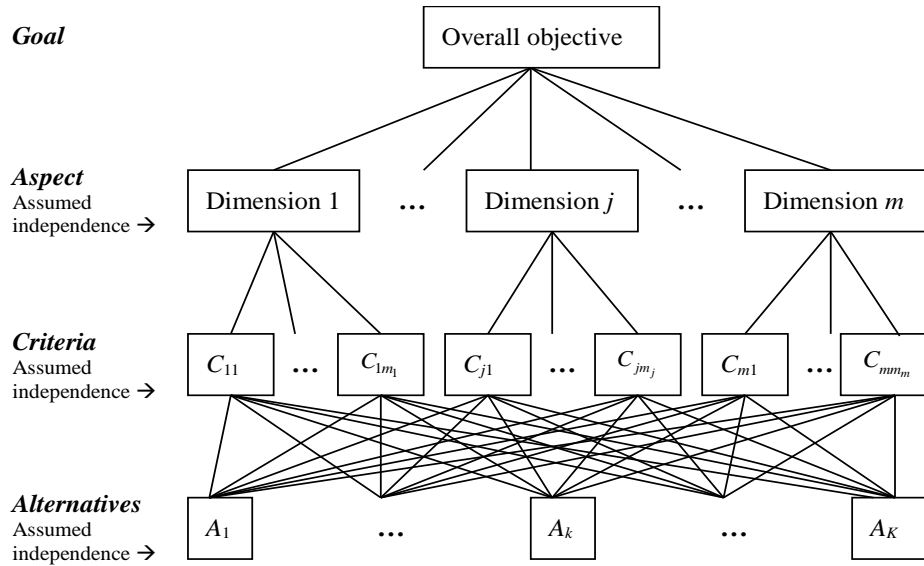 Goal
Overall objective
Aspect
Assumed
independence →
Dimension 1
...
Dimension j
...
Dimension m
Criteria
Assumed
independence →
C₁₁
...
C₁ₘ₁
Cⱼ₁
...
Cⱼₘⱼ
Cₘ₁
...
Cₘₘₘ
Alternatives
Assumed
independence →
A₁
...
Aₖ
...
A_K